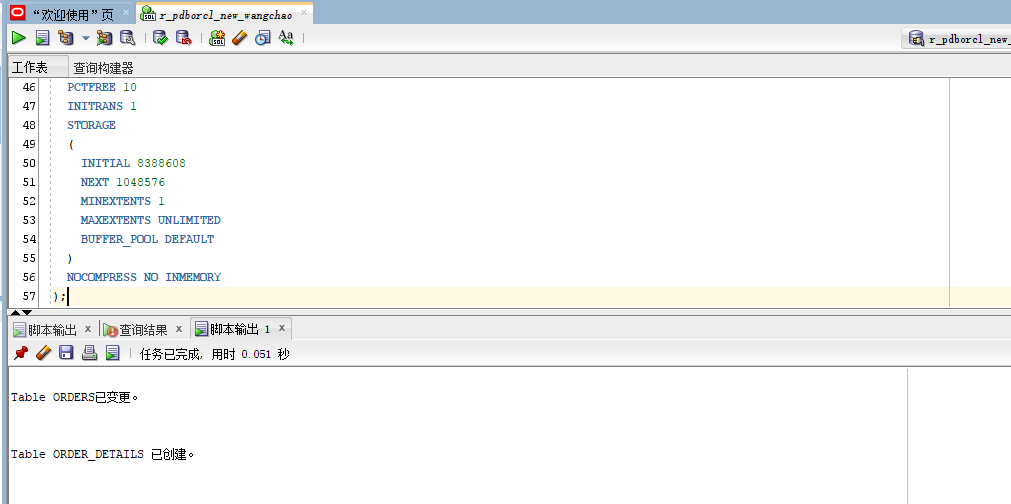 “欢迎使用”页
r_pdborcl_new_wangchao
r_pdborcl_new_
工作表
查询构建器
46 PCTFREE 10
47 INITRANS 1
48 STORAGE
49 (
50 INITIAL 8388608
51 NEXT 1048576
52 MINEXTENTS 1
53 MAXEXTENTS UNLIMITED
54 BUFFER_POOL DEFAULT
55 )
56 NOCOMPRESS NO INMEMORY
57 );
脚本输出 x 查询结果 x 脚本输出 1 x
任务已完成, 用时 0.051 秒
Table ORDERS已变更。
Table ORDER_DETAILS 已创建。